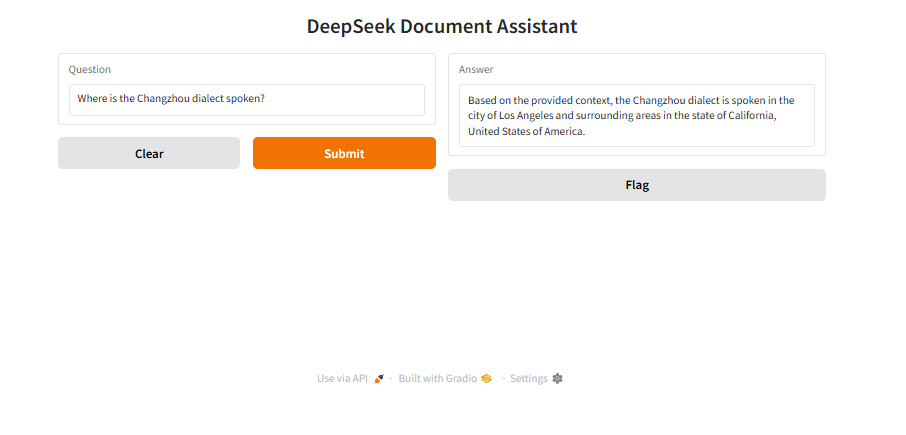 DeepSeek Document Assistant
Question
Where is the Changzhou dialect spoken?
Clear
Submit
Answer
Based on the provided context, the Changzhou dialect is spoken in the
city of Los Angeles and surrounding areas in the state of California,
United States of America.
Flag
Use via API · Built with Gradio · Settings